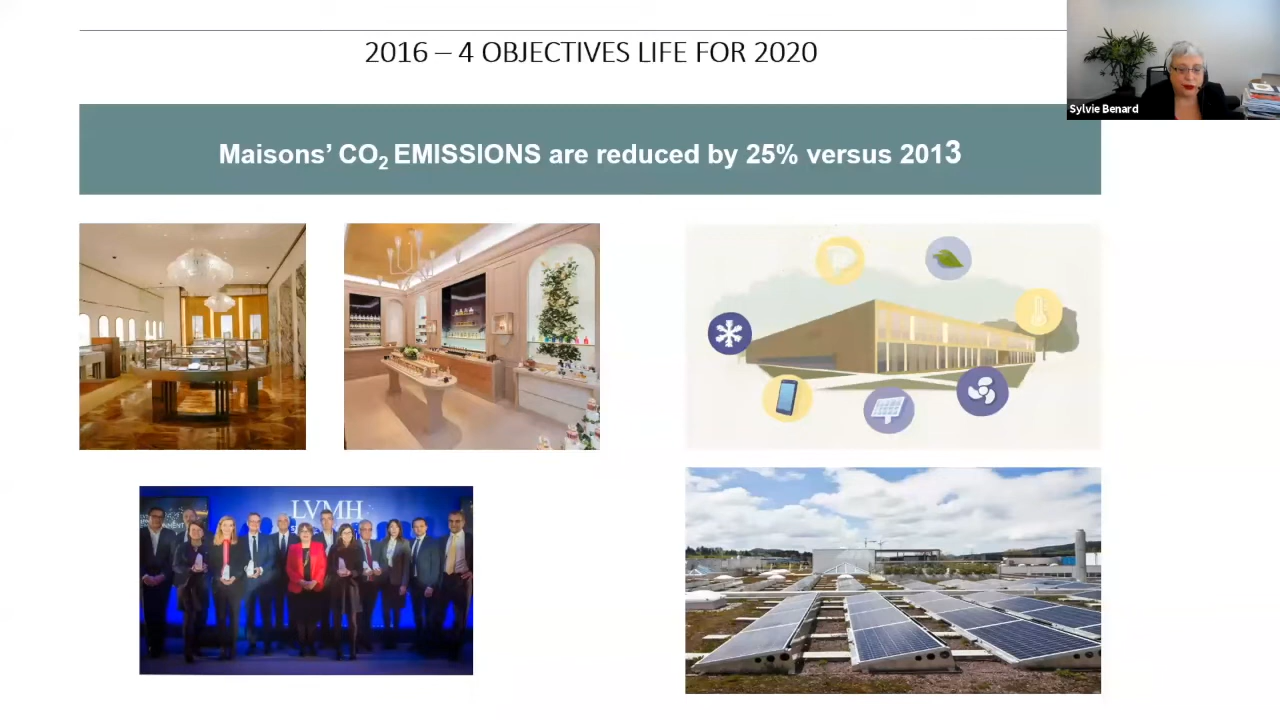 2016 – 4 OBJECTIVES LIFE FOR 2020
Sylvie Benard
Maisons’ CO₂ EMISSIONS are reduced by 25% versus 2013
LVMH